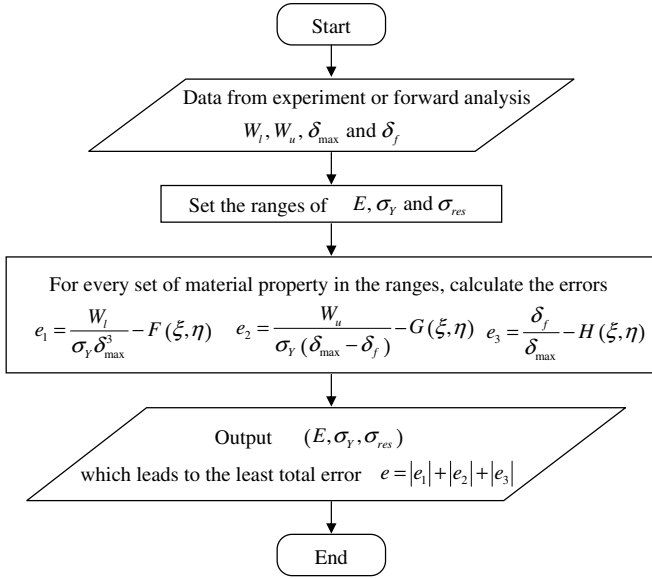 Start
Data from experiment or forward analysis
W_l, W_u, δ_max and δ_f
Set the ranges of E, σ_Y and σ_res
For every set of material property in the ranges, calculate the errors
e_1 = W_l / (σ_Y δ_max^3) − F(ξ,η) e_2 = W_u / (σ_Y (δ_max − δ_f)) − G(ξ,η) e_3 = δ_f / δ_max − H(ξ,η)
Output (E, σ_Y, σ_res)
which leads to the least total error e = |e_1| + |e_2| + |e_3|
End